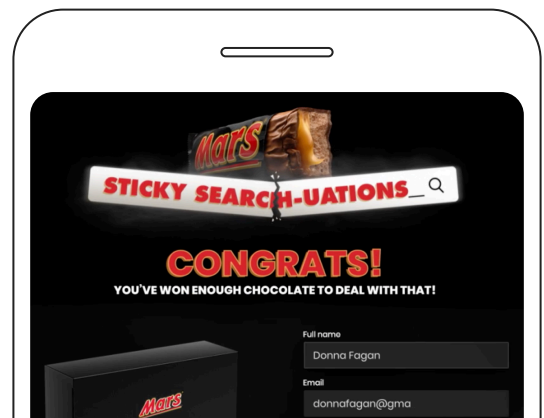 Mars
STICKY SEARCH-UATIONS_
CONGRATS!
YOU'VE WON ENOUGH CHOCOLATE TO DEAL WITH THAT!
Full name
Donna Fagan
Email
donnafagan@gma
Mars